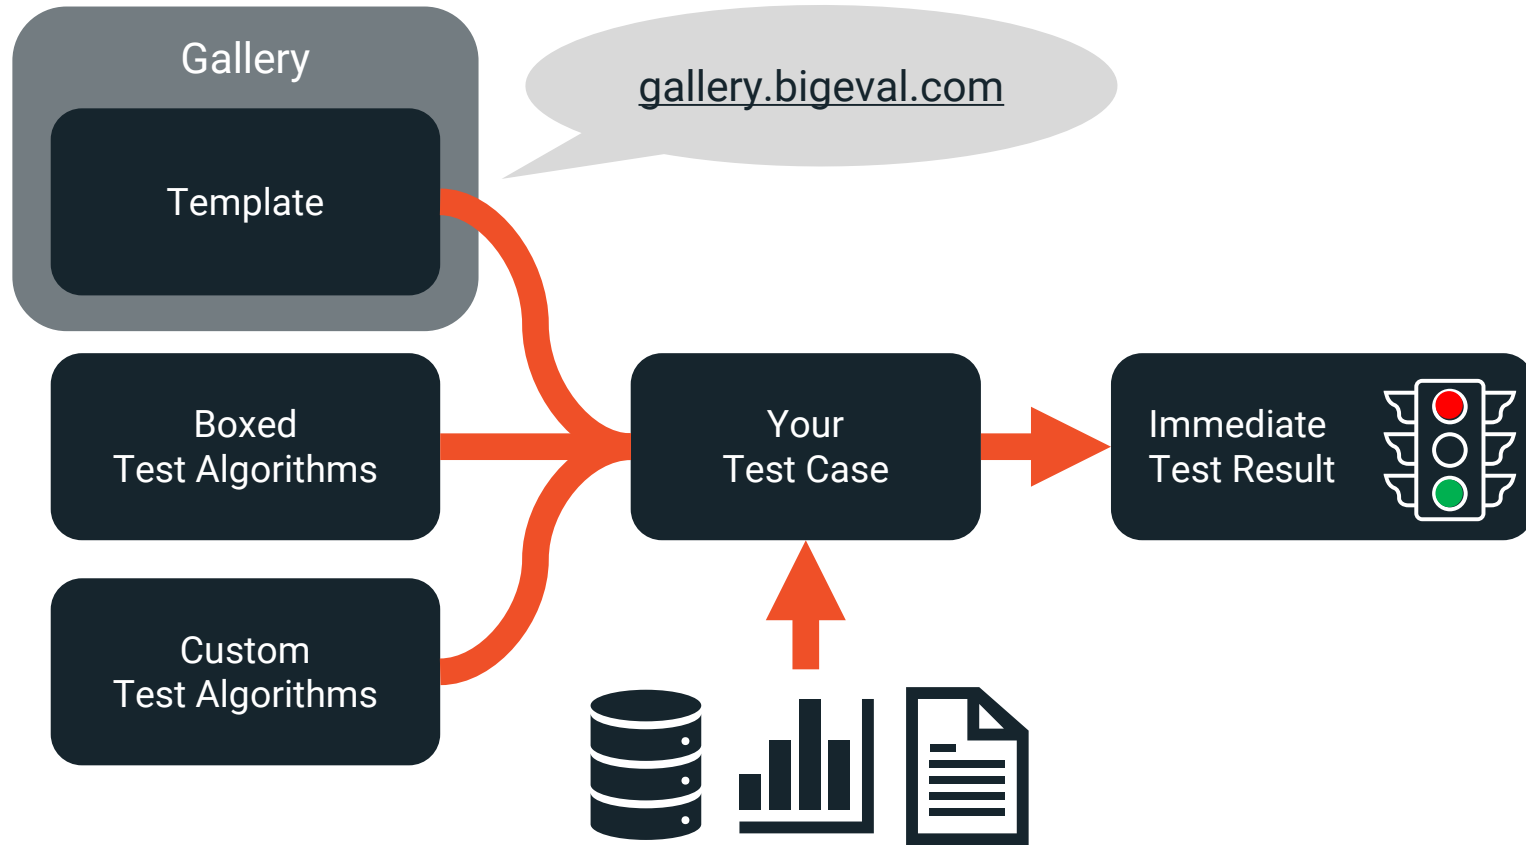 Gallery
gallery.bigeval.com
Template
Boxed
Test Algorithms
Your
Test Case
Immediate
Test Result
Custom
Test Algorithms